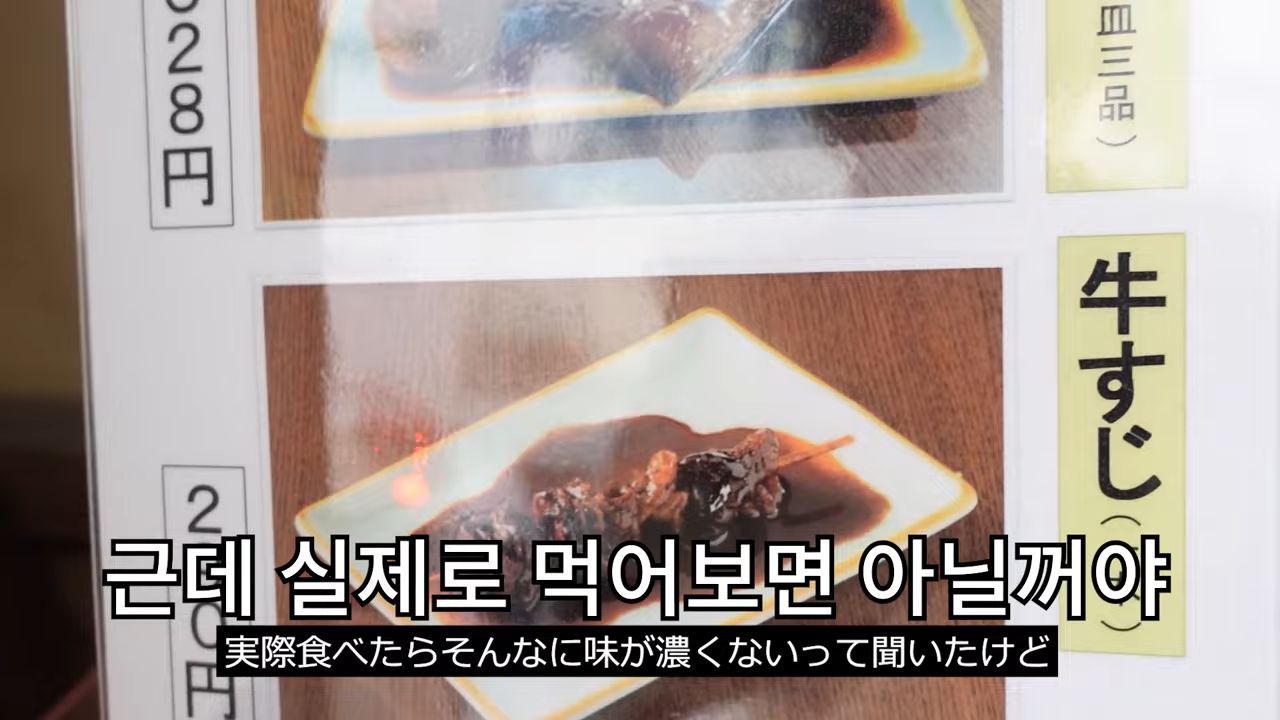 28円
皿三品）
牛すじ
근데 실제로 먹어보면 아닐꺼야
実際食べたらそんなに味が濃くないって聞いたけど